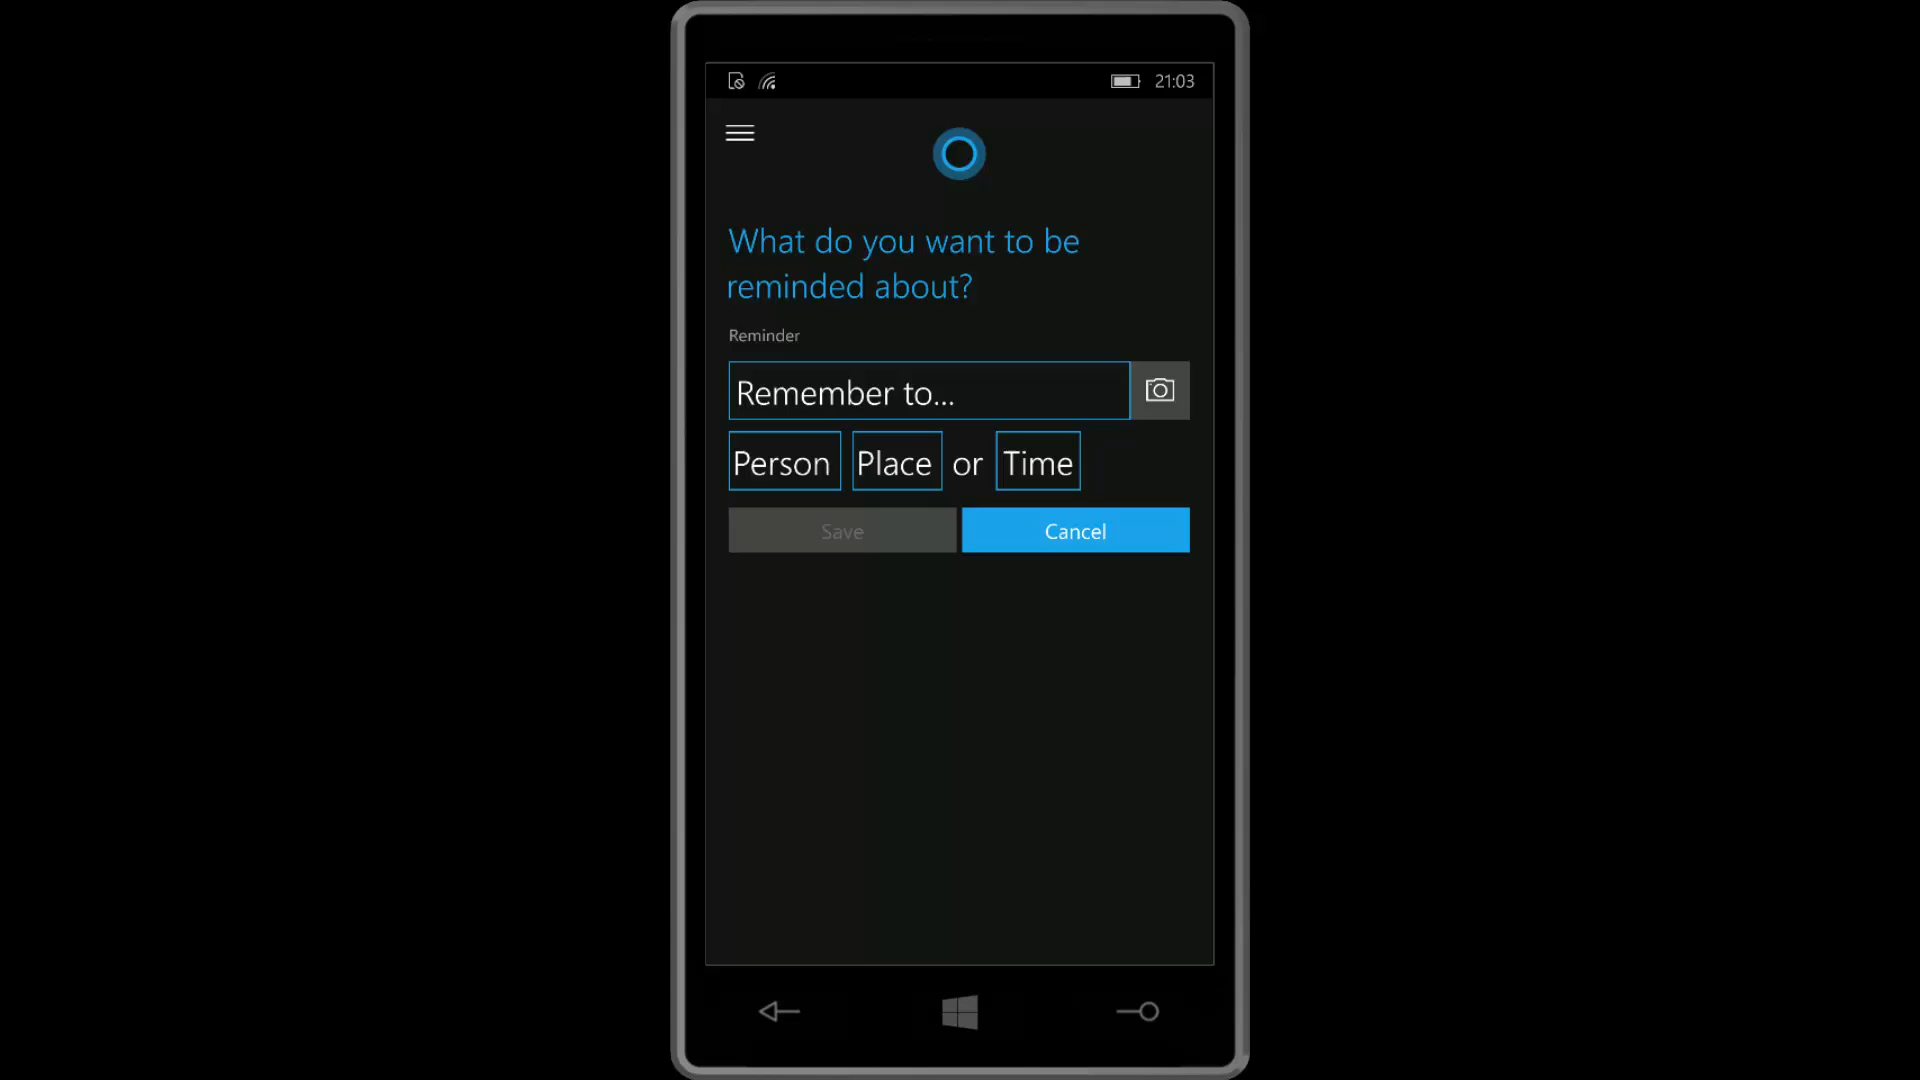 21:03
What do you want to be
reminded about?
Reminder
Remember to...
Person Place or Time
Save Cancel